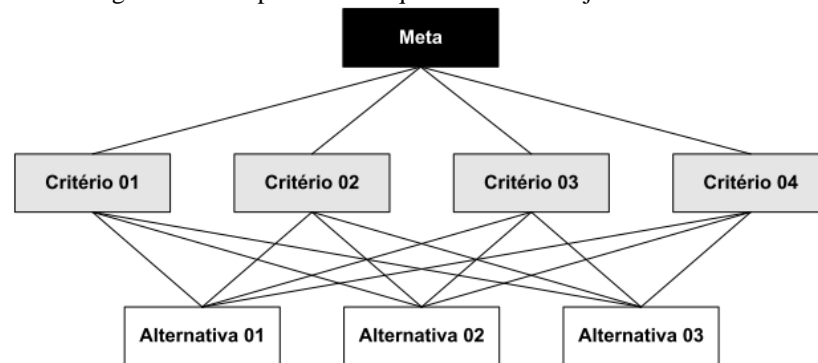 Meta
Critério 01 Critério 02 Critério 03 Critério 04
Alternativa 01 Alternativa 02 Alternativa 03